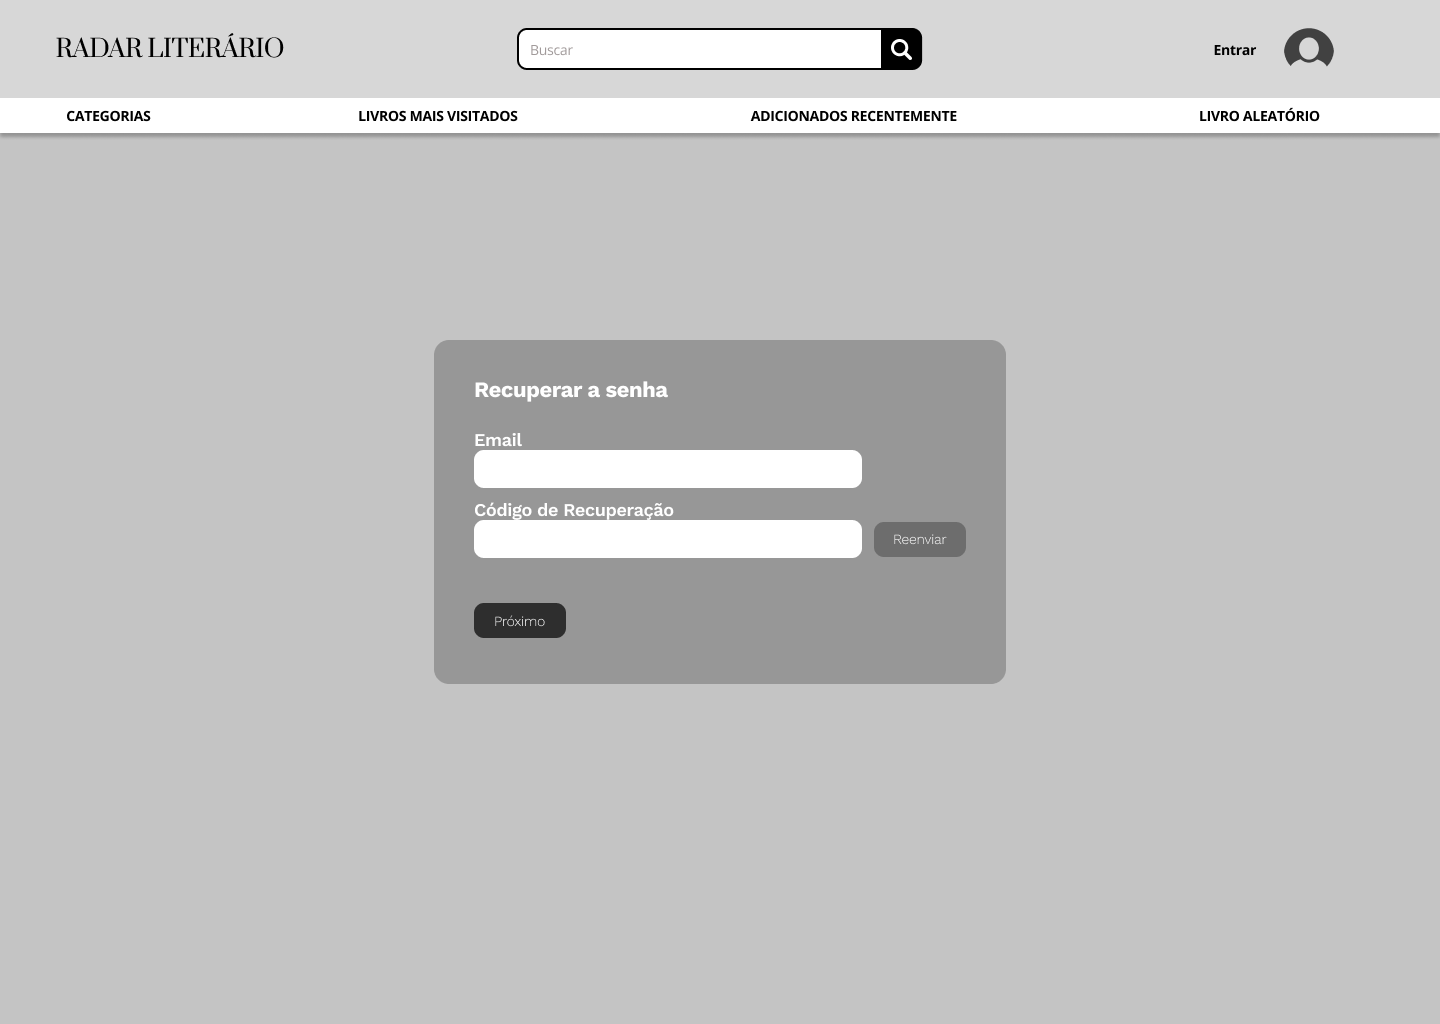 RADAR LITERÁRIO
Buscar
Entrar
CATEGORIAS
LIVROS MAIS VISITADOS
ADICIONADOS RECENTEMENTE
LIVRO ALEATÓRIO
Recuperar a senha
Email
Código de Recuperação
Reenviar
Próximo